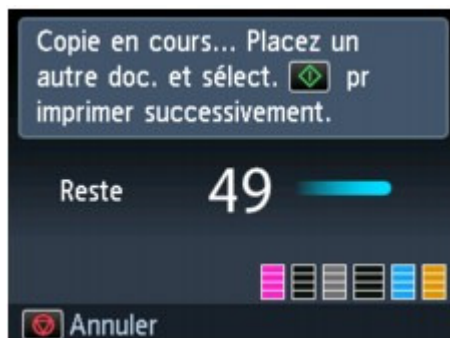 Copie en cours... Placez un
autre doc. et sélect. pr
imprimer successivement.
Reste 49
Annuler